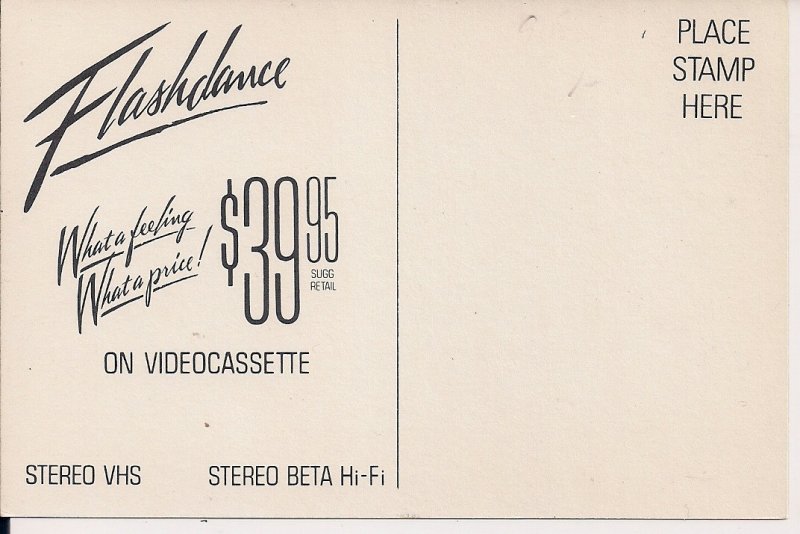 Flashdance
What a feeling
What a price!
$39 95
SUGG
RETAIL
ON VIDEOCASSETTE
STEREO VHS STEREO BETA Hi-Fi
PLACE
STAMP
HERE